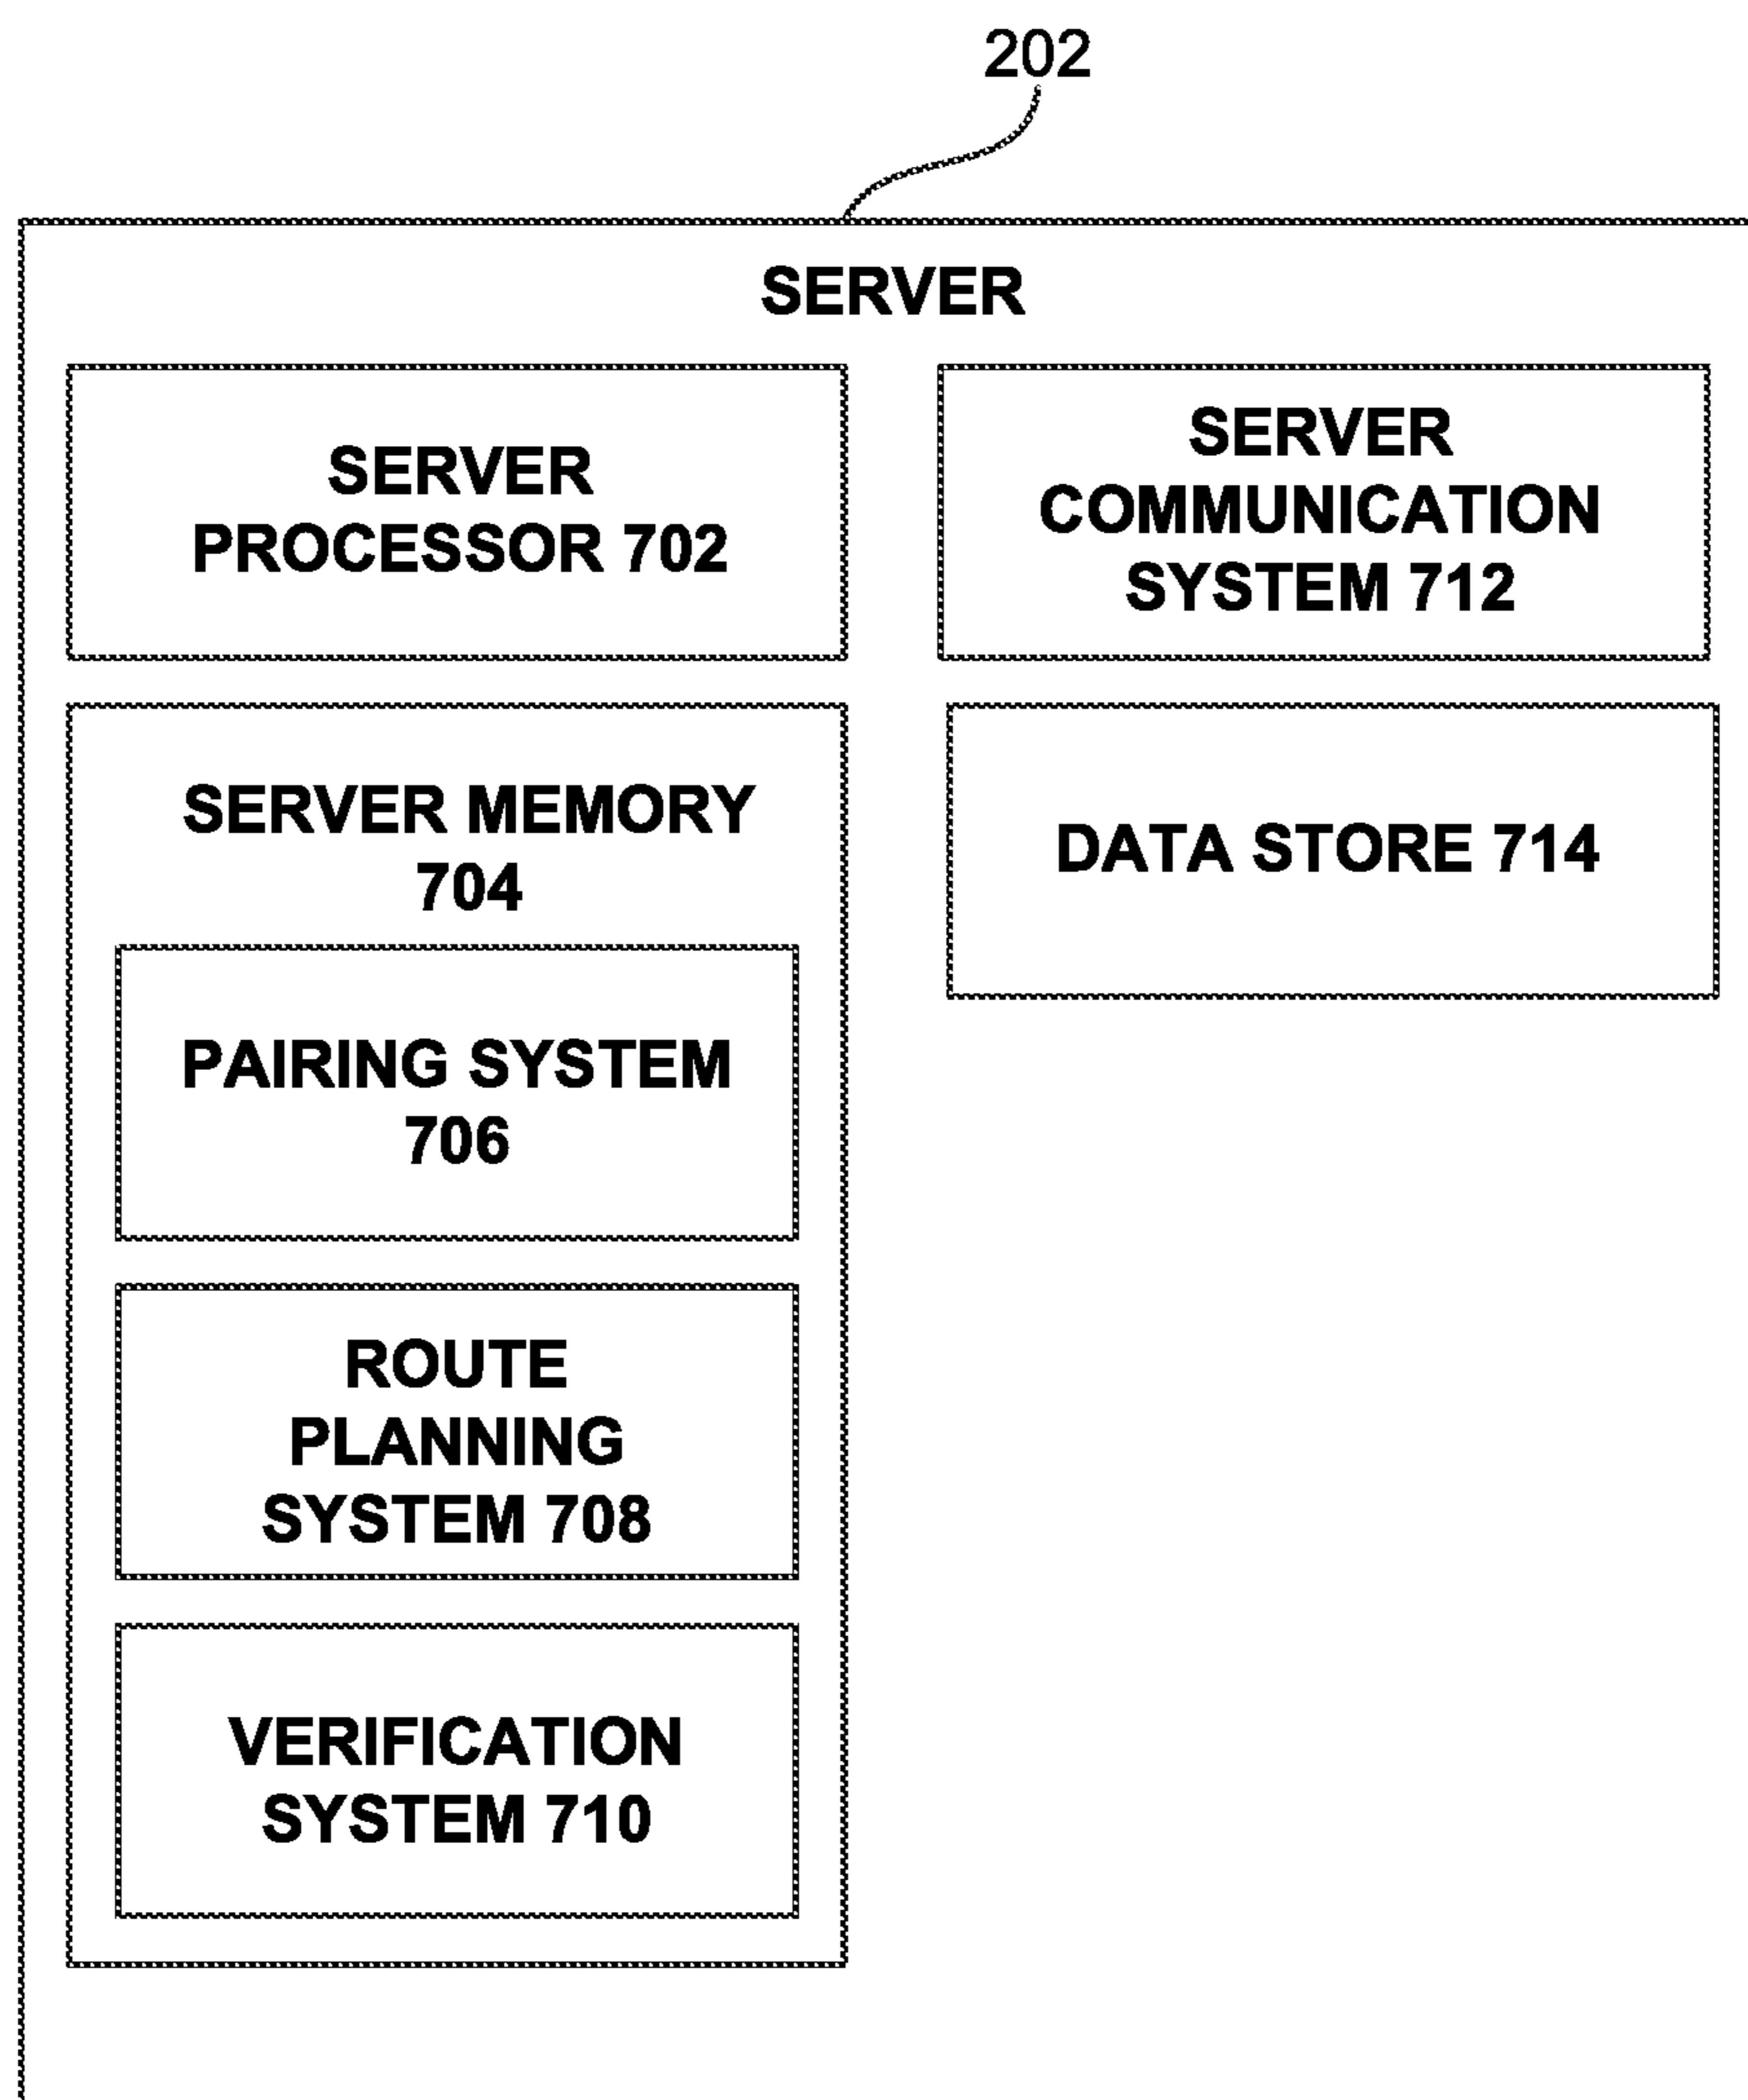 202
SERVER
SERVER
PROCESSOR 702
SERVER
COMMUNICATION
SYSTEM 712
SERVER MEMORY
704
DATA STORE 714
PAIRING SYSTEM
706
ROUTE
PLANNING
SYSTEM 708
VERIFICATION
SYSTEM 710